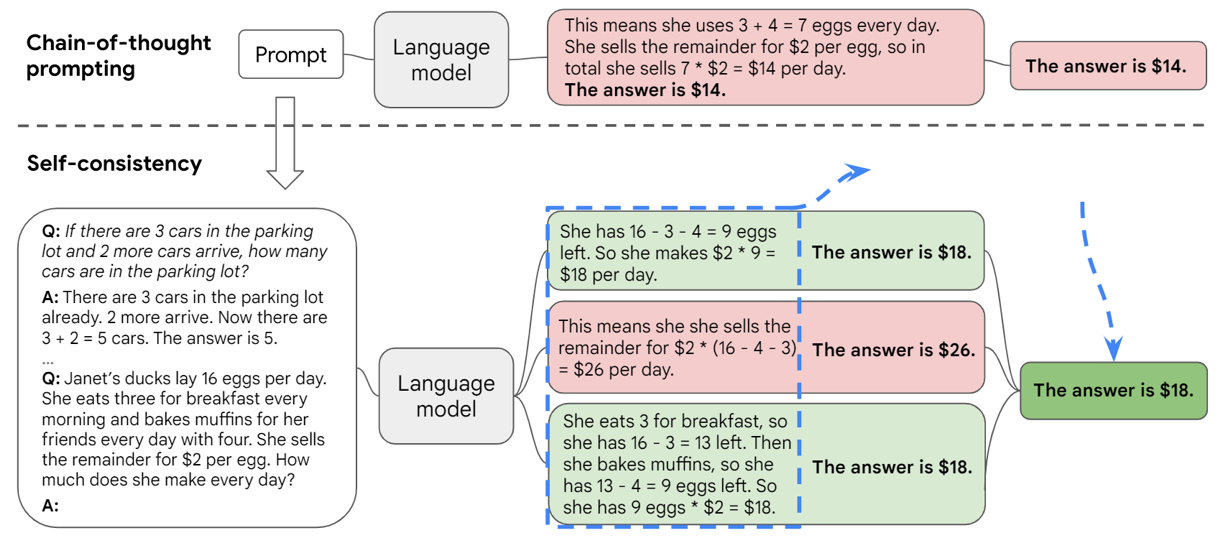 Chain-of-thought
prompting
Prompt
Language
model
This means she uses 3 + 4 = 7 eggs every day.
She sells the remainder for $2 per egg, so in
total she sells 7 * $2 = $14 per day.
The answer is $14.
The answer is $14.
Self-consistency
Q: If there are 3 cars in the parking
lot and 2 more cars arrive, how many
cars are in the parking lot?
A: There are 3 cars in the parking lot
already. 2 more arrive. Now there are
3 + 2 = 5 cars. The answer is 5.
...
Q: Janet's ducks lay 16 eggs per day.
She eats three for breakfast every
morning and bakes muffins for her
friends every day with four. She sells
the remainder for $2 per egg. How
much does she make every day?
A:
Language
model
She has 16 - 3 - 4 = 9 eggs
left. So she makes $2 * 9 =
$18 per day.
The answer is $18.
This means she she sells the
remainder for $2 * (16 - 4 - 3)
= $26 per day.
The answer is $26.
She eats 3 for breakfast, so
she has 16 - 3 = 13 left. Then
she bakes muffins, so she
has 13 - 4 = 9 eggs left. So
she has 9 eggs * $2 = $18.
The answer is $18.
The answer is $18.